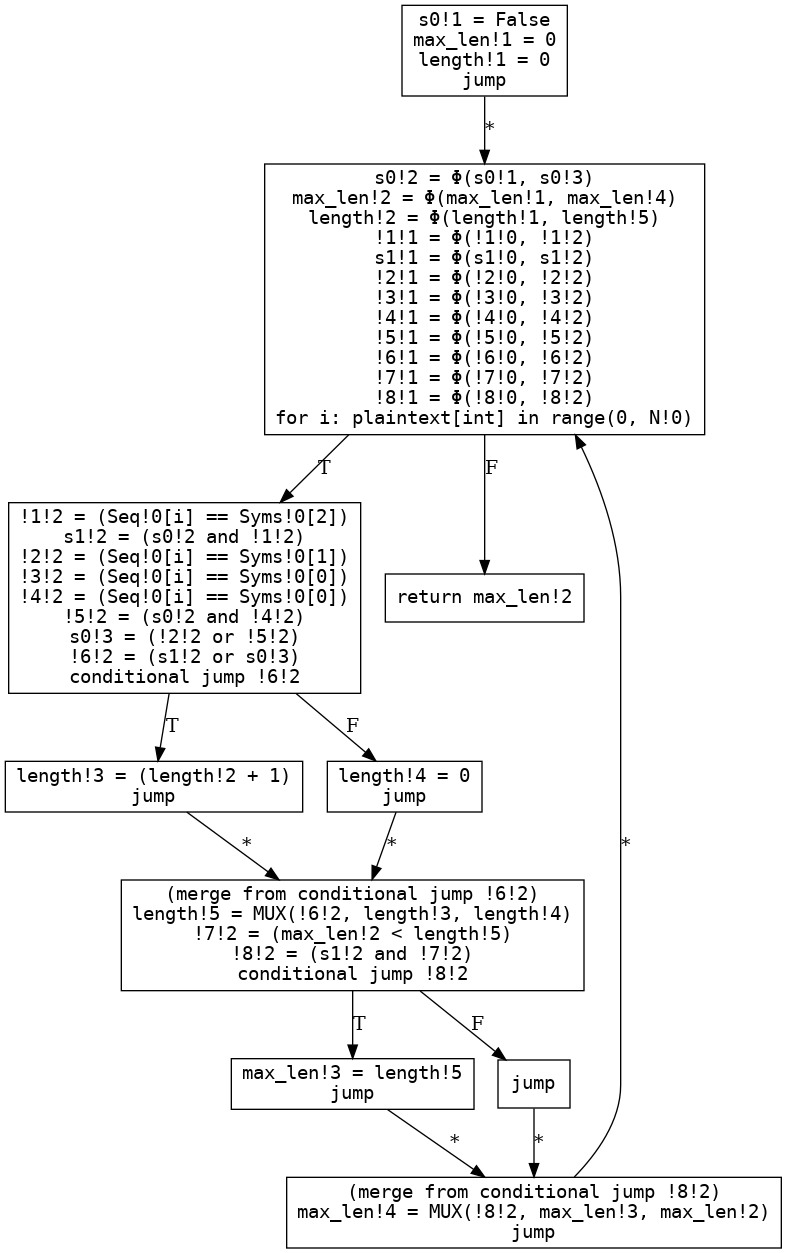 s0!1 = False
max_len!1 = 0
length!1 = 0
jump
*
s0!2 = Φ(s0!1, s0!3)
max_len!2 = Φ(max_len!1, max_len!4)
length!2 = Φ(length!1, length!5)
!1!1 = Φ(!1!0, !1!2)
s1!1 = Φ(s1!0, s1!2)
!2!1 = Φ(!2!0, !2!2)
!3!1 = Φ(!3!0, !3!2)
!4!1 = Φ(!4!0, !4!2)
!5!1 = Φ(!5!0, !5!2)
!6!1 = Φ(!6!0, !6!2)
!7!1 = Φ(!7!0, !7!2)
!8!1 = Φ(!8!0, !8!2)
for i: plaintext[int] in range(0, N!0)
T
F
!1!2 = (Seq!0[i] == Syms!0[2])
s1!2 = (s0!2 and !1!2)
!2!2 = (Seq!0[i] == Syms!0[1])
!3!2 = (Seq!0[i] == Syms!0[0])
!4!2 = (Seq!0[i] == Syms!0[0])
!5!2 = (s0!2 and !4!2)
s0!3 = (!2!2 or !5!2)
!6!2 = (s1!2 or s0!3)
conditional jump !6!2
return max_len!2
T
F
length!3 = (length!2 + 1)
jump
length!4 = 0
jump
*
*
*
(merge from conditional jump !6!2)
length!5 = MUX(!6!2, length!3, length!4)
!7!2 = (max_len!2 < length!5)
!8!2 = (s1!2 and !7!2)
conditional jump !8!2
T
F
max_len!3 = length!5
jump
jump
*
*
(merge from conditional jump !8!2)
max_len!4 = MUX(!8!2, max_len!3, max_len!2)
jump